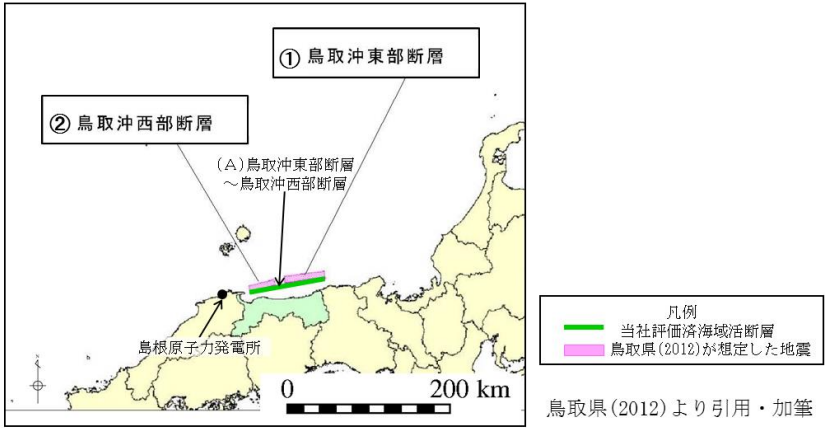 ① 鳥取沖東部断層
② 鳥取沖西部断層
(A)鳥取沖東部断層
～鳥取沖西部断層
島根原子力発電所
0 200 km
凡例
当社評価済海域活断層
鳥取県(2012)が想定した地震
鳥取県(2012)より引用・加筆